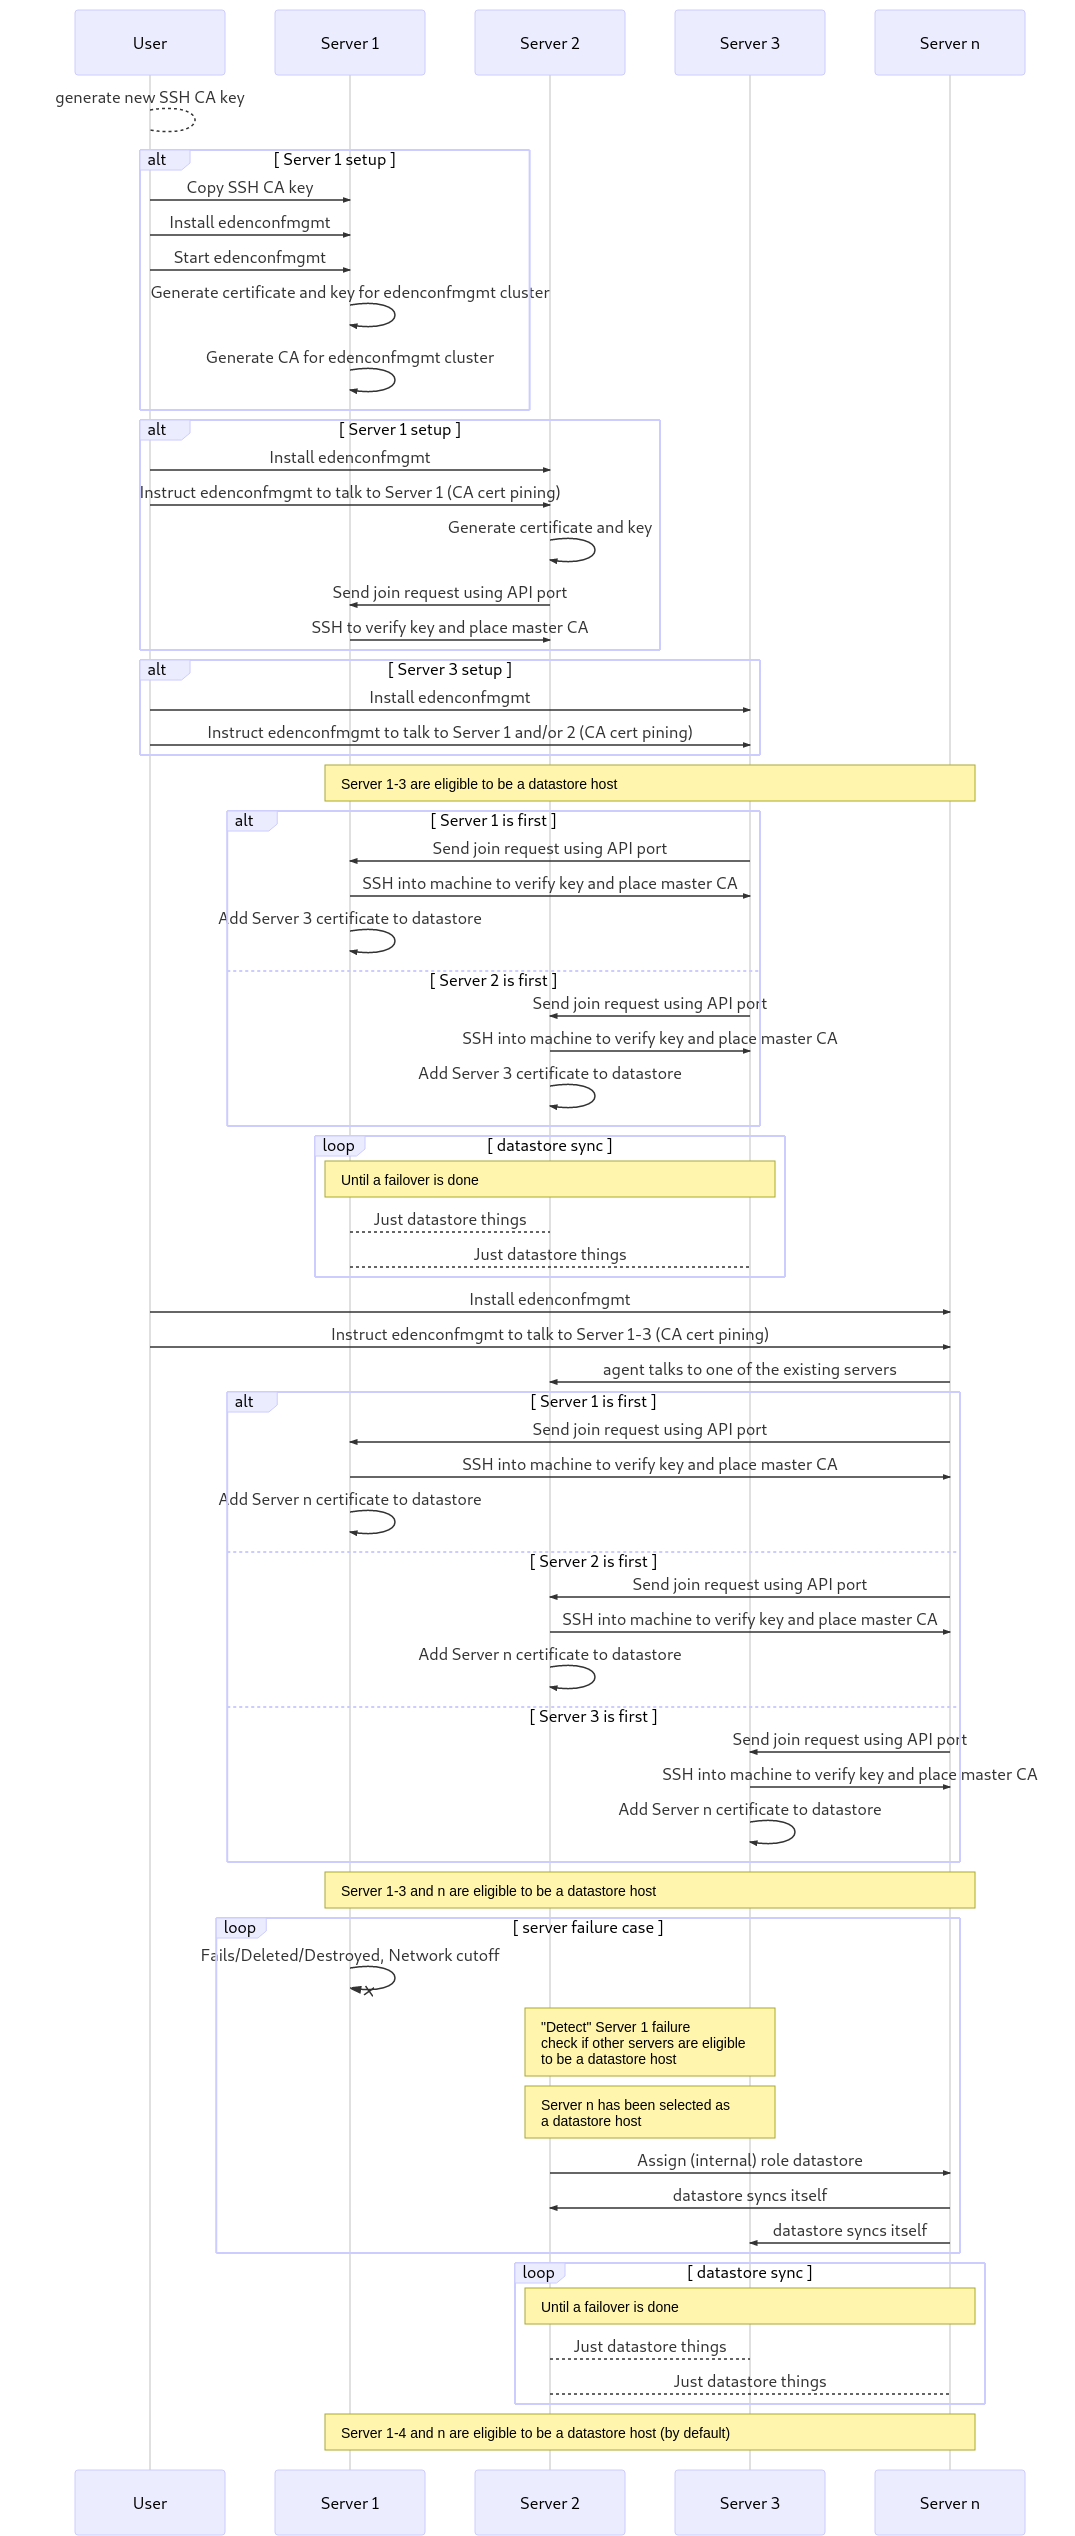 User
Server 1
Server 2
Server 3
Server n
generate new SSH CA key
alt
[ Server 1 setup ]
Copy SSH CA key
Install edenconfmgmt
Start edenconfmgmt
Generate certificate and key for edenconfmgmt cluster
Generate CA for edenconfmgmt cluster
alt
[ Server 1 setup ]
Install edenconfmgmt
Instruct edenconfmgmt to talk to Server 1 (CA cert pining)
Generate certificate and key
Send join request using API port
SSH to verify key and place master CA
alt
[ Server 3 setup ]
Install edenconfmgmt
Instruct edenconfmgmt to talk to Server 1 and/or 2 (CA cert pining)
Server 1-3 are eligible to be a datastore host
alt
[ Server 1 is first ]
Send join request using API port
SSH into machine to verify key and place master CA
Add Server 3 certificate to datastore
[ Server 2 is first ]
Send join request using API port
SSH into machine to verify key and place master CA
Add Server 3 certificate to datastore
loop
[ datastore sync ]
Until a failover is done
Just datastore things
Just datastore things
Install edenconfmgmt
Instruct edenconfmgmt to talk to Server 1-3 (CA cert pining)
agent talks to one of the existing servers
alt
[ Server 1 is first ]
Send join request using API port
SSH into machine to verify key and place master CA
Add Server n certificate to datastore
[ Server 2 is first ]
Send join request using API port
SSH into machine to verify key and place master CA
Add Server n certificate to datastore
[ Server 3 is first ]
Send join request using API port
SSH into machine to verify key and place master CA
Add Server n certificate to datastore
Server 1-3 and n are eligible to be a datastore host
loop
[ server failure case ]
Fails/Deleted/Destroyed, Network cutoff
"Detect" Server 1 failure
check if other servers are eligible
to be a datastore host
Server n has been selected as
a datastore host
Assign (internal) role datastore
datastore syncs itself
datastore syncs itself
loop
[ datastore sync ]
Until a failover is done
Just datastore things
Just datastore things
Server 1-4 and n are eligible to be a datastore host (by default)
User
Server 1
Server 2
Server 3
Server n